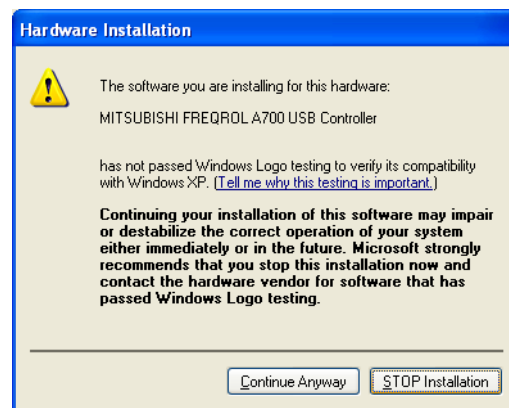 Hardware Installation
The software you are installing for this hardware:
MITSUBISHI FREQROL A700 USB Controller
has not passed Windows Logo testing to verify its compatibility
with Windows XP. (Tell me why this testing is important.)
Continuing your installation of this software may impair
or destabilize the correct operation of your system
either immediately or in the future. Microsoft strongly
recommends that you stop this installation now and
contact the hardware vendor for software that has
passed Windows Logo testing.
Continue Anyway STOP Installation